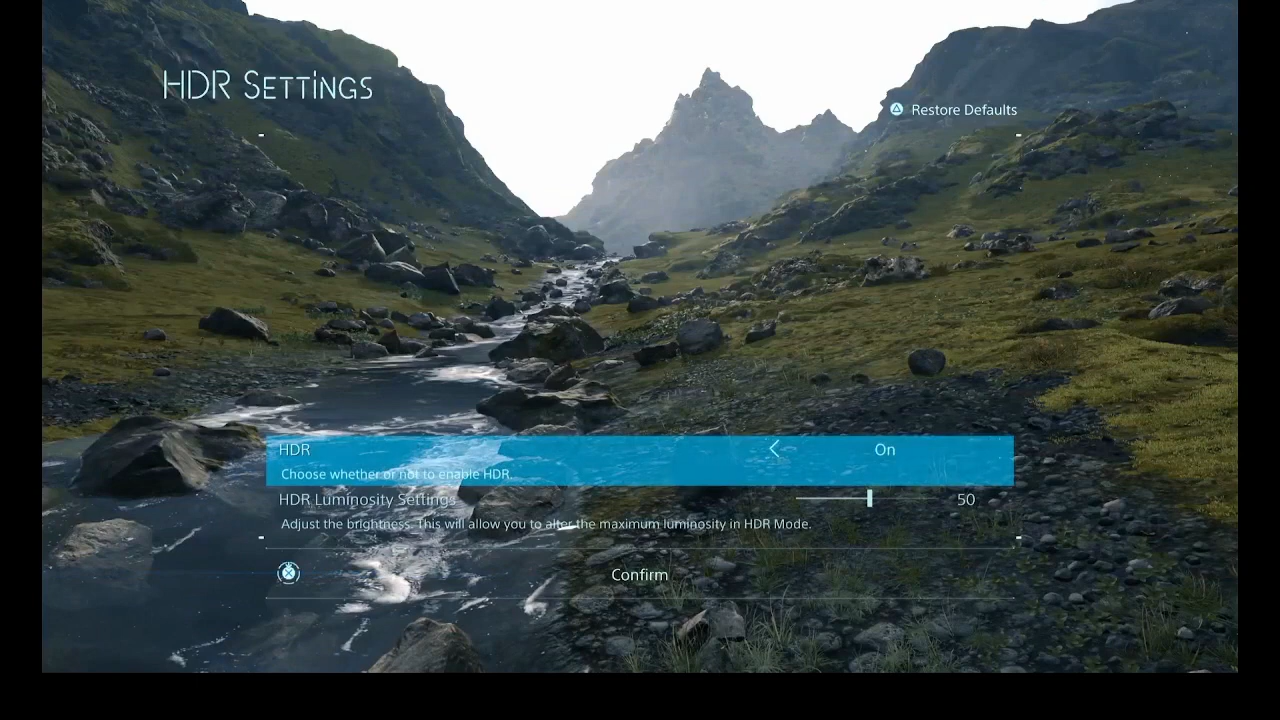 HDR SETTiNGS
Restore Defaults
HDR On
Choose whether or not to enable HDR.
HDR Luminosity Settings 50
Adjust the brightness. This will allow you to alter the maximum luminosity in HDR Mode.
Confirm